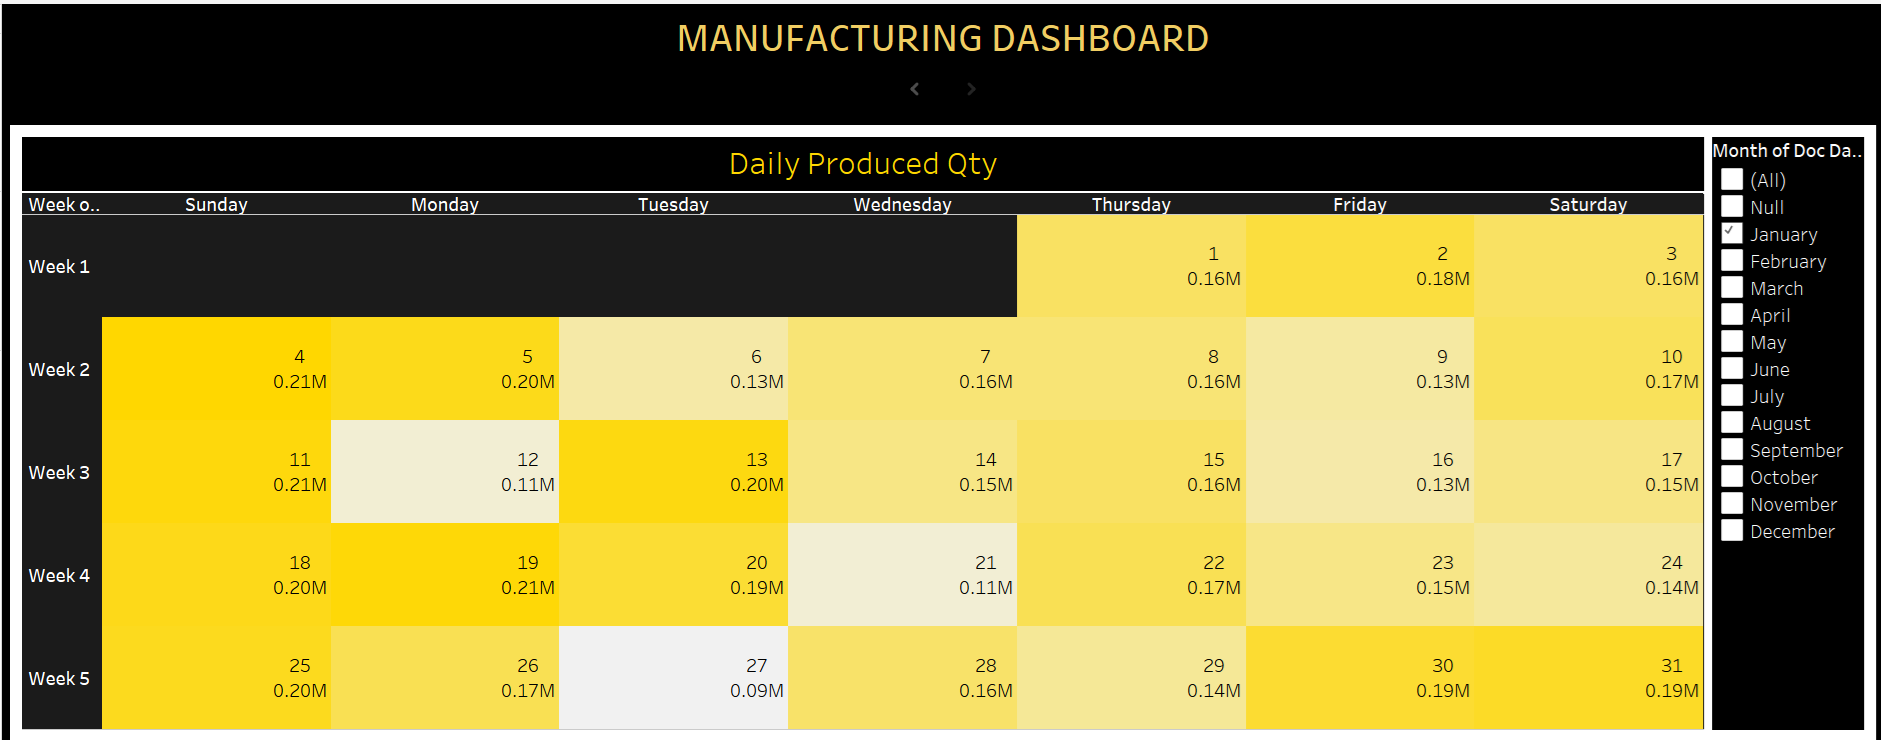 MANUFACTURING DASHBOARD
Daily Produced Qty
Week o.. Sunday Monday Tuesday Wednesday Thursday Friday Saturday
Week 1
1 2 3
0.16M 0.18M 0.16M
Week 2
4 5 6 7 8 9 10
0.21M 0.20M 0.13M 0.16M 0.16M 0.13M 0.17M
Week 3
11 12 13 14 15 16 17
0.21M 0.11M 0.20M 0.15M 0.16M 0.13M 0.15M
Week 4
18 19 20 21 22 23 24
0.20M 0.21M 0.19M 0.11M 0.17M 0.15M 0.14M
Week 5
25 26 27 28 29 30 31
0.20M 0.17M 0.09M 0.16M 0.14M 0.19M 0.19M
Month of Doc Da..
(All)
Null
January
February
March
April
May
June
July
August
September
October
November
December